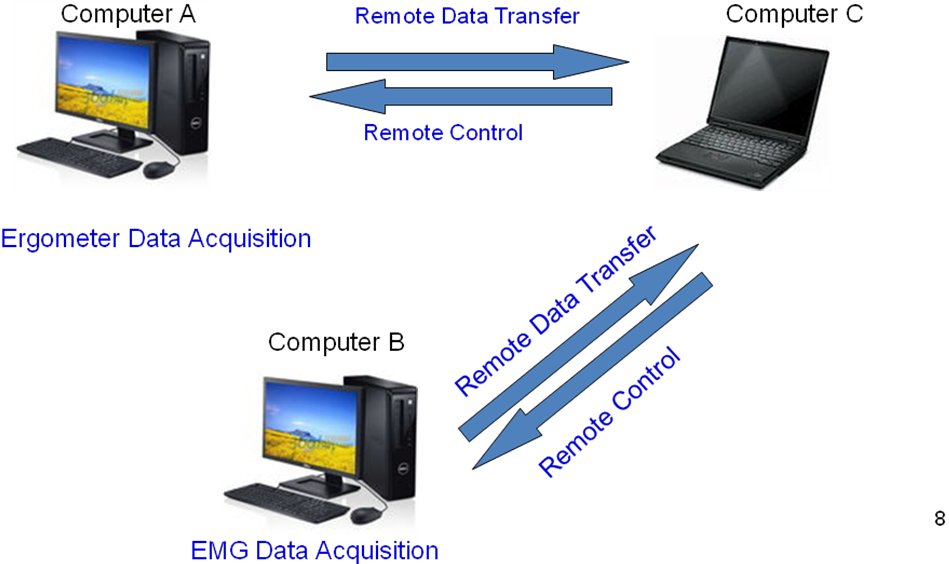 Computer A
Remote Data Transfer
Computer C
Remote Control
Ergometer Data Acquisition
Remote Data Transfer
Computer B
Remote Control
8
EMG Data Acquisition